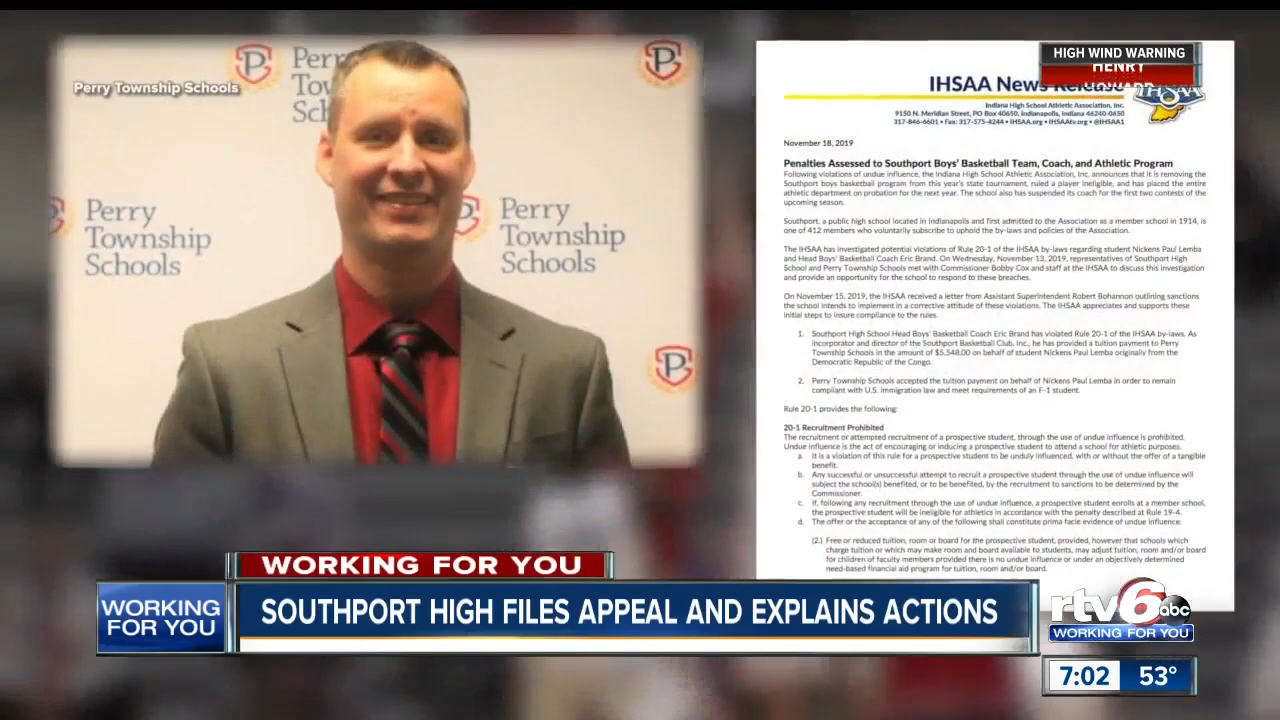 Perry Township Schools
P
Perry
Tow
Sc
P
Perry
Township
Schools
P
Perry
Township
Schools
P
HIGH WIND WARNING
HENRY
HOWARD
IHSAA News Release
IHSAA
Indiana High School Athletic Association, Inc.
9150 N. Meridian Street, PO Box 40650, Indianapolis, Indiana 46240-0650
317-846-6601 • Fax: 317-575-4244 • IHSAA.org • IHSAAtv.org • @IHSAA1
November 18, 2019
Penalties Assessed to Southport Boys' Basketball Team, Coach, and Athletic Program
Following violations of undue influence, the Indiana High School Athletic Association, Inc. announces that it is removing the
Southport boys basketball program from this year's state tournament, ruled a player ineligible, and has placed the entire
athletic department on probation for the next year. The school also has suspended its coach for the first two contests of the
upcoming season.
Southport, a public high school located in Indianapolis and first admitted to the Association as a member school in 1914, is
one of 412 members who voluntarily subscribe to uphold the by-laws and policies of the Association.
The IHSAA has investigated potential violations of Rule 20-1 of the IHSAA by-laws regarding student Nickens Paul Lemba
and Head Boys' Basketball Coach Eric Brand. On Wednesday, November 13, 2019, representatives of Southport High
School and Perry Township Schools met with Commissioner Bobby Cox and staff at the IHSAA to discuss this investigation
and provide an opportunity for the school to respond to these breaches.
On November 15, 2019, the IHSAA received a letter from Assistant Superintendent Robert Bohannon outlining sanctions
the school intends to implement in a corrective attitude of these violations. The IHSAA appreciates and supports these
initial steps to insure compliance to the rules.
1. Southport High School Head Boys' Basketball Coach Eric Brand has violated Rule 20-1 of the IHSAA by-laws. As
incorporator and director of the Southport Basketball Club, Inc., he has provided a tuition payment to Perry
Township Schools in the amount of $5,548.00 on behalf of student Nickens Paul Lemba originally from the
Democratic Republic of the Congo.
2. Perry Township Schools accepted the tuition payment on behalf of Nickens Paul Lemba in order to remain
compliant with U.S. immigration law and meet requirements of an F-1 student.
Rule 20-1 provides the following:
20-1 Recruitment Prohibited
The recruitment or attempted recruitment of a prospective student, through the use of undue influence is prohibited.
Undue influence is the act of encouraging or inducing a prospective student to attend a school for athletic purposes.
a. It is a violation of this rule for a prospective student to be unduly influenced, with or without the offer of a tangible
benefit.
b. Any successful or unsuccessful attempt to recruit a prospective student through the use of undue influence will
subject the school(s) benefited, or to be benefited, by the recruitment to sanctions to be determined by the
Commissioner.
c. If, following any recruitment through the use of undue influence, a prospective student enrolls at a member school,
the prospective student will be ineligible for athletics in accordance with the penalty described at Rule 19-4.
d. The offer or the acceptance of any of the following shall constitute prima facie evidence of undue influence:
(2.) Free or reduced tuition, room or board for the prospective student, provided, however that schools which
charge tuition or which may make room and board available to students, may adjust tuition, room and/or board
for children of faculty members provided there is no undue influence or under an objectively determined
need-based financial aid program for tuition, room and/or board.
WORKING FOR YOU
WORKING
FOR YOU
SOUTHPORT HIGH FILES APPEAL AND EXPLAINS ACTIONS
rtv6 abc
WORKING FOR YOU
7:02 53°